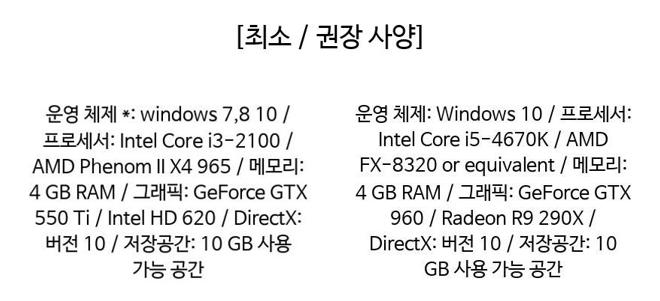 [최소 / 권장 사양]
운영 체제 *: windows 7,8 10 /
프로세서: Intel Core i3-2100 /
AMD Phenom II X4 965 / 메모리:
4 GB RAM / 그래픽: GeForce GTX
550 Ti / Intel HD 620 / DirectX:
버전 10 / 저장공간: 10 GB 사용
가능 공간
운영 체제: Windows 10 / 프로세서:
Intel Core i5-4670K / AMD
FX-8320 or equivalent / 메모리:
4 GB RAM / 그래픽: GeForce GTX
960 / Radeon R9 290X /
DirectX: 버전 10 / 저장공간: 10
GB 사용 가능 공간